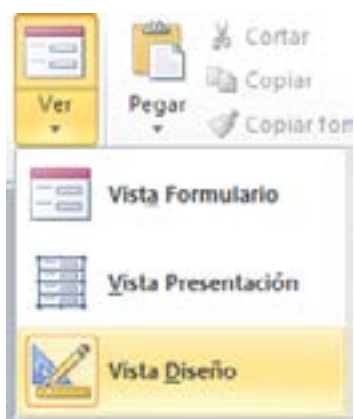 Ver
Pegar
Cortar
Copiar
Copiar for
Vista Formulario
Vista Presentación
Vista Diseño